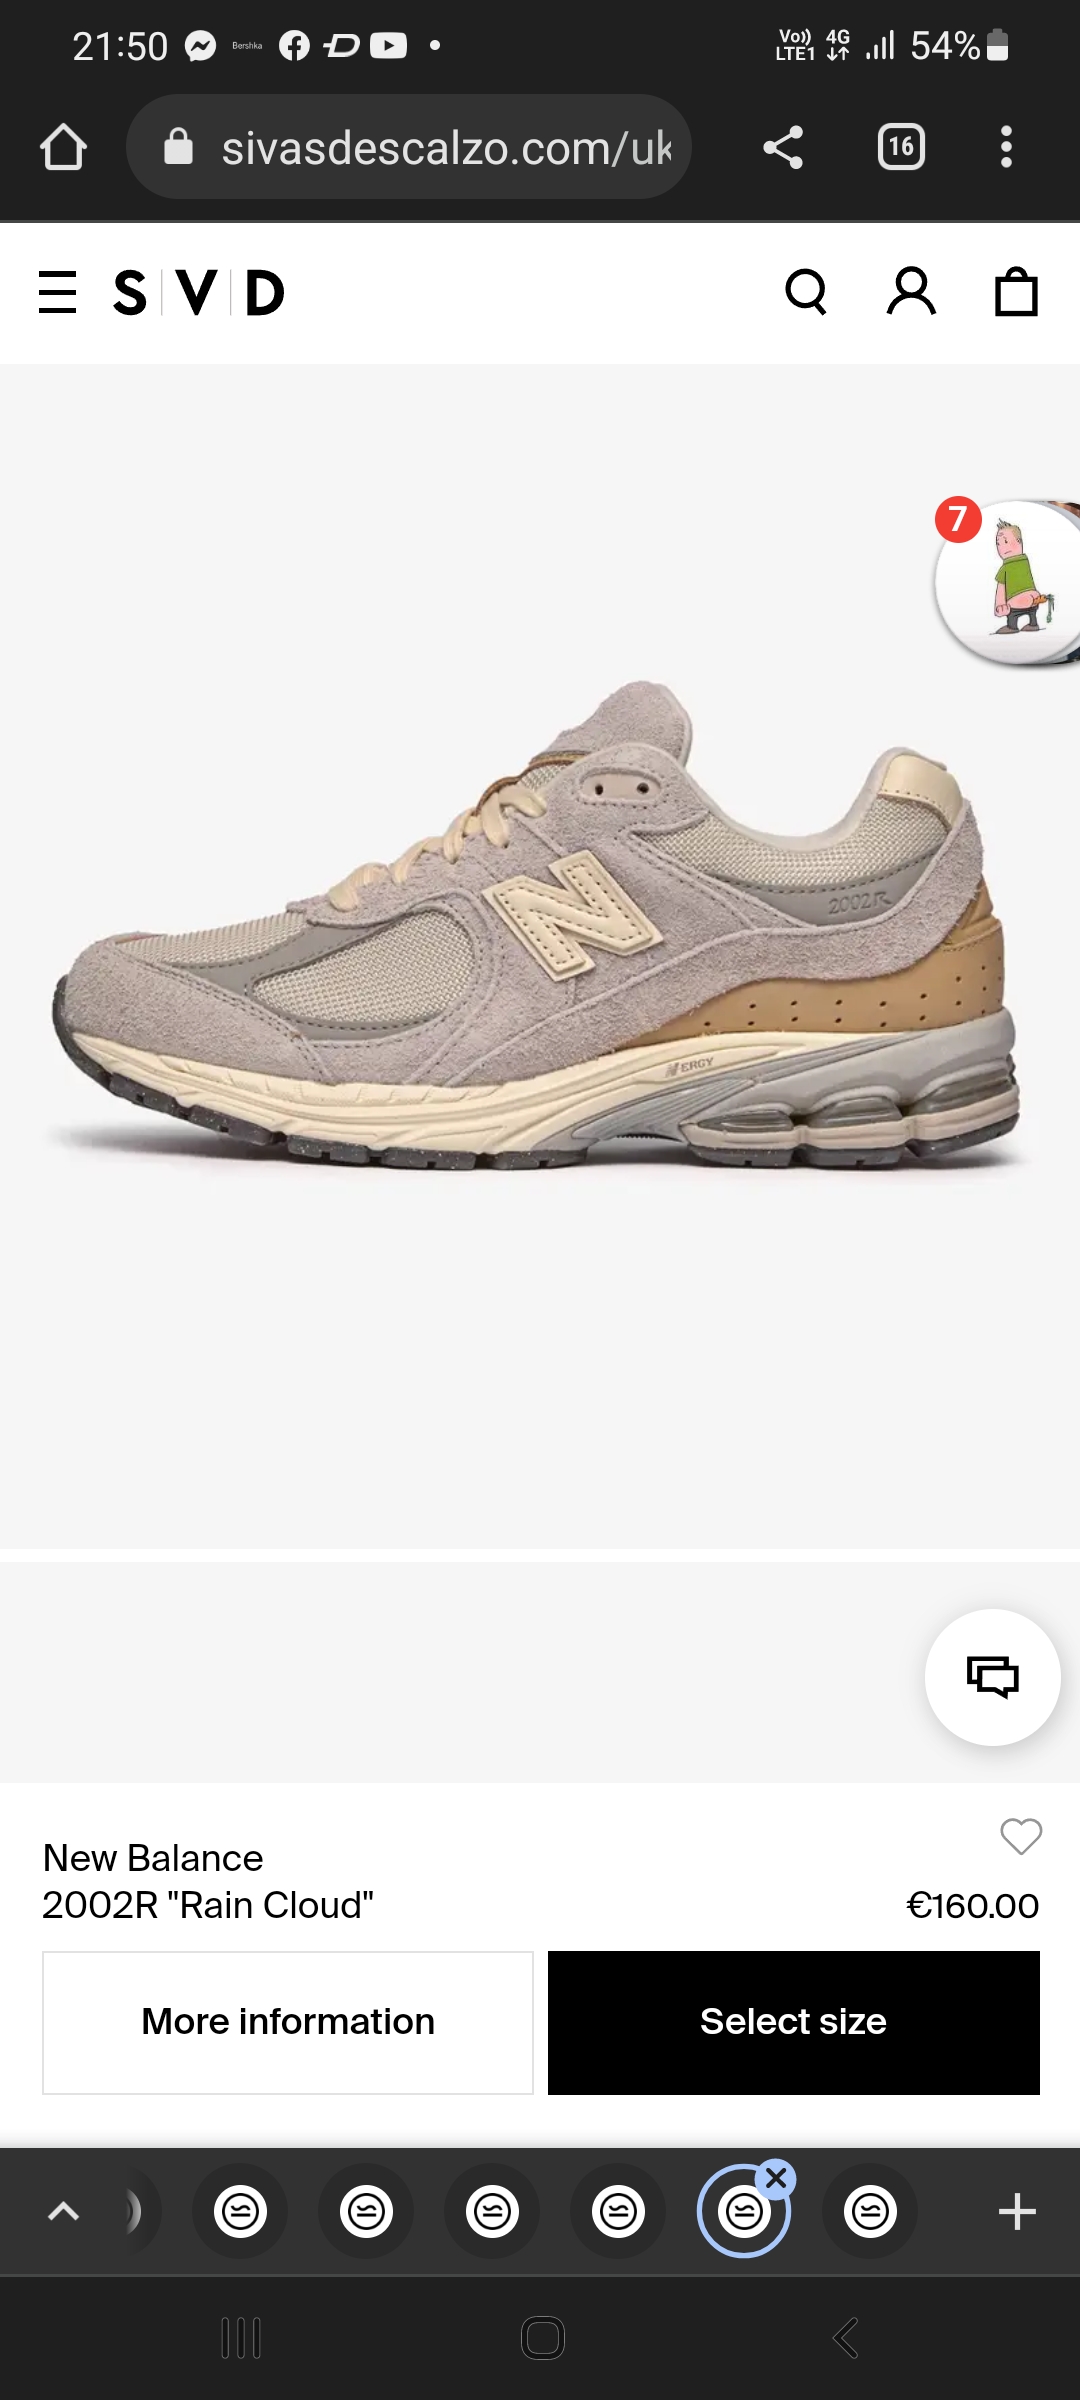 21:50
Bershka
Vo))
LTE1
4G
54%
sivasdescalzo.com/uk
16
S V D
7
2002R
N
N ERGY
New Balance
2002R "Rain Cloud"
€160.00
More information
Select size